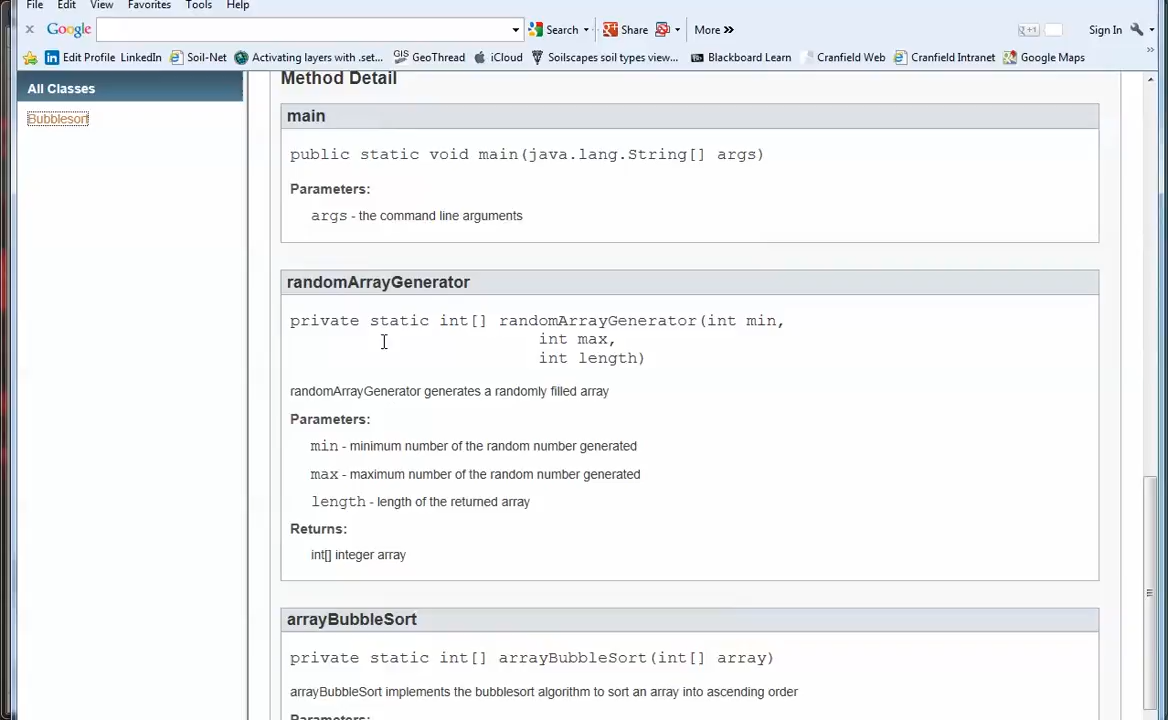 File Edit View Favorites Tools Help
x Google Search Share +1 More » Sign In
Edit Profile LinkedIn Soil-Net Activating layers with .set... GIS GeoThread iCloud Soilscapes soil types view... Blackboard Learn Cranfield Web Cranfield Intranet Google Maps »
All Classes
Bubblesort
Method Detail
main
public static void main(java.lang.String[] args)
Parameters:
args - the command line arguments
randomArrayGenerator
private static int[] randomArrayGenerator(int min,
int max,
int length)
randomArrayGenerator generates a randomly filled array
Parameters:
min - minimum number of the random number generated
max - maximum number of the random number generated
length - length of the returned array
Returns:
int[] integer array
arrayBubbleSort
private static int[] arrayBubbleSort(int[] array)
arrayBubbleSort implements the bubblesort algorithm to sort an array into ascending order
Parameters: